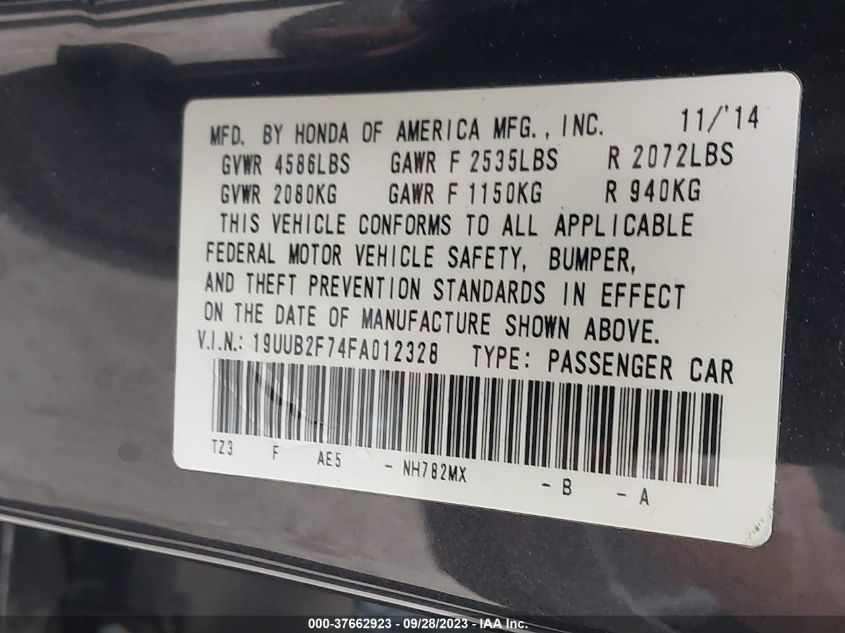 MFD. BY HONDA OF AMERICA MFG., INC. 11/'14
GVWR 4586LBS GAWR F 2535LBS R 2072LBS
GVWR 2080KG GAWR F 1150KG R 940KG
THIS VEHICLE CONFORMS TO ALL APPLICABLE
FEDERAL MOTOR VEHICLE SAFETY, BUMPER,
AND THEFT PREVENTION STANDARDS IN EFFECT
ON THE DATE OF MANUFACTURE SHOWN ABOVE.
V.I.N.: 19UUB2F74FA012328 TYPE: PASSENGER CAR
TZ3 F AE5 - NH782MX - B - A
000-37662923 - 09/28/2023 - IAA Inc.